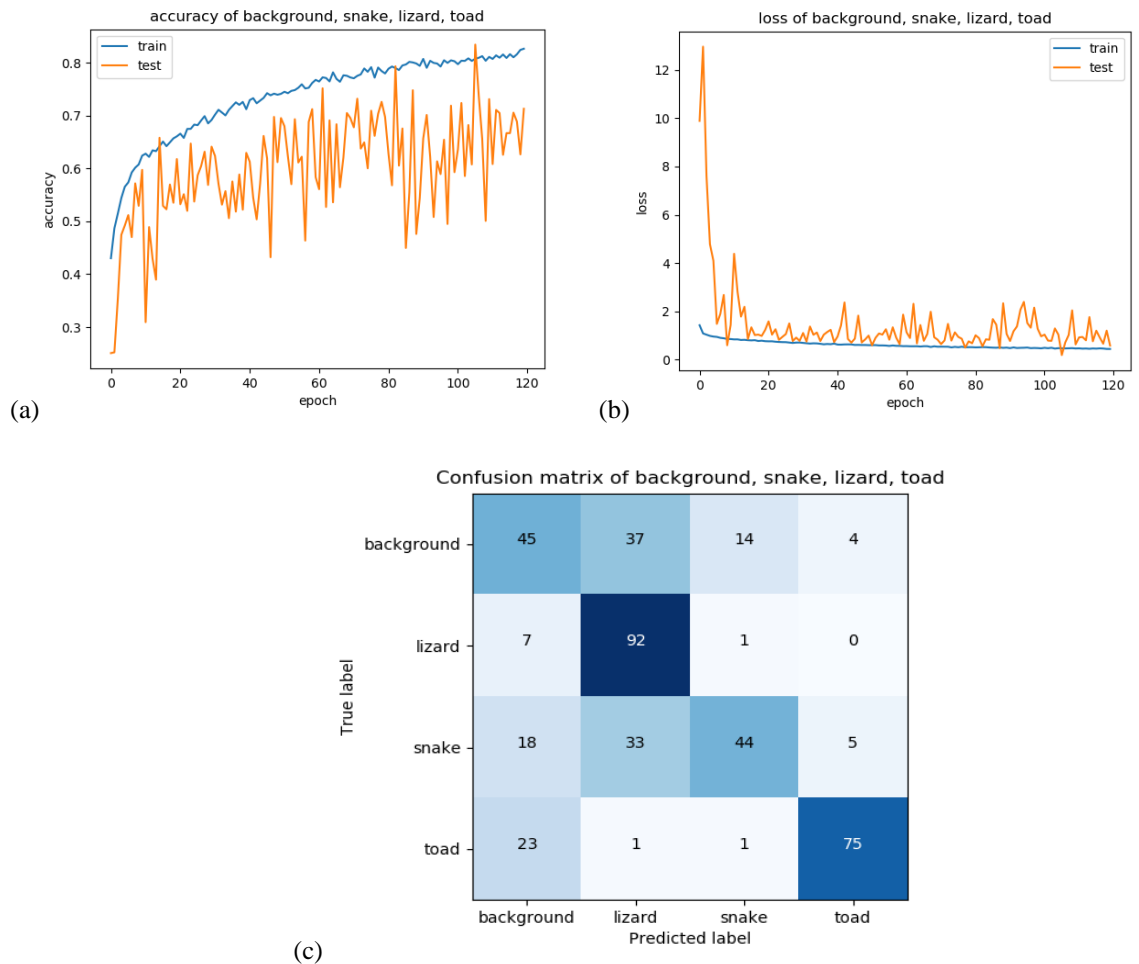 accuracy of background, snake, lizard, toad
train
test
0.8
0.7
0.6
0.5
0.4
0.3
accuracy
0 20 40 60 80 100 120
epoch
(a)
loss of background, snake, lizard, toad
train
test
12
10
8
6
4
2
0
loss
0 20 40 60 80 100 120
epoch
(b)
Confusion matrix of background, snake, lizard, toad
background 45 37 14 4
lizard 7 92 1 0
snake 18 33 44 5
toad 23 1 1 75
True label
background lizard snake toad
Predicted label
(c)